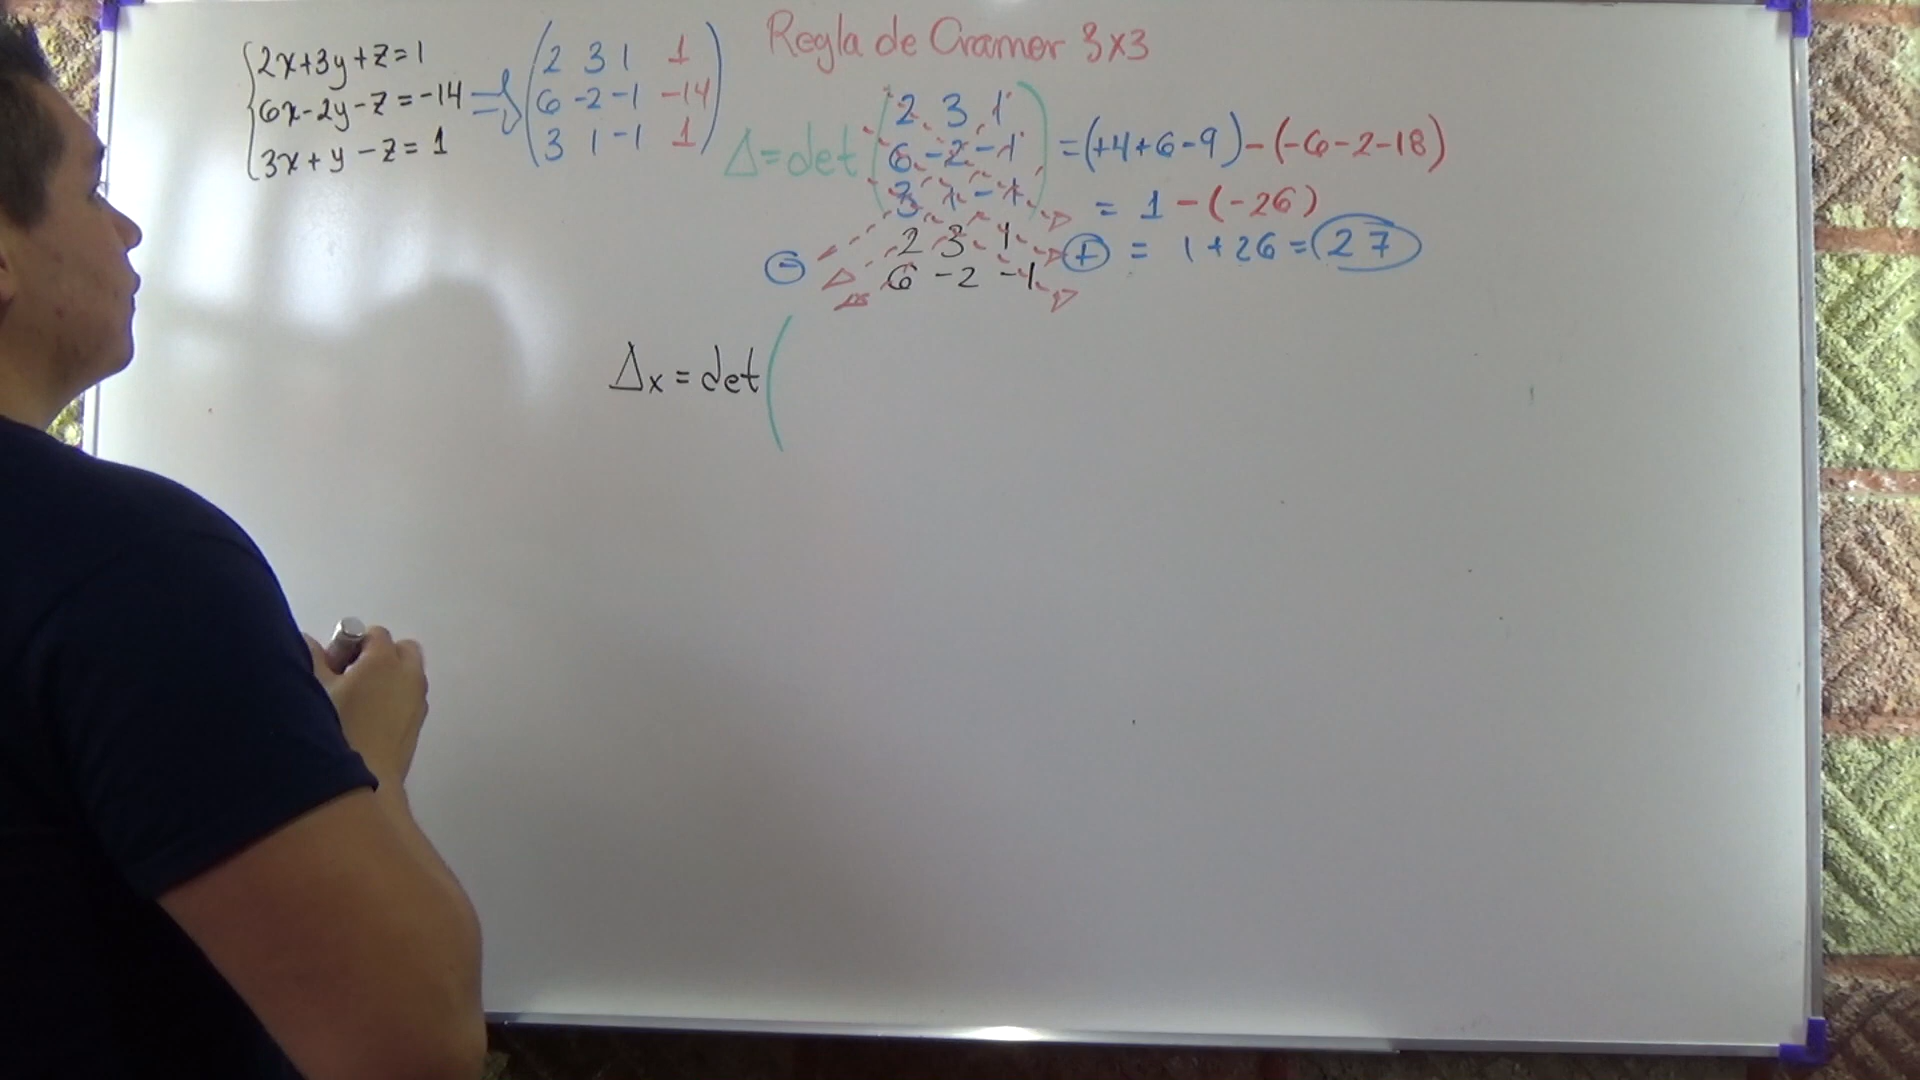 Regla de Cramer 3x3
2x+3y+z=1
6x-2y-z=-14
3x+y-z=1
⇒
2 3 1 1
6 -2 -1 -14
3 1 -1 1
Δ=det
2 3 1
6 -2 -1
3 1 -1
2 3 1
6 -2 -1
- +
=(+4+6-9)-(-6-2-18)
= 1-(-26)
= 1+26=27
Δx=det(